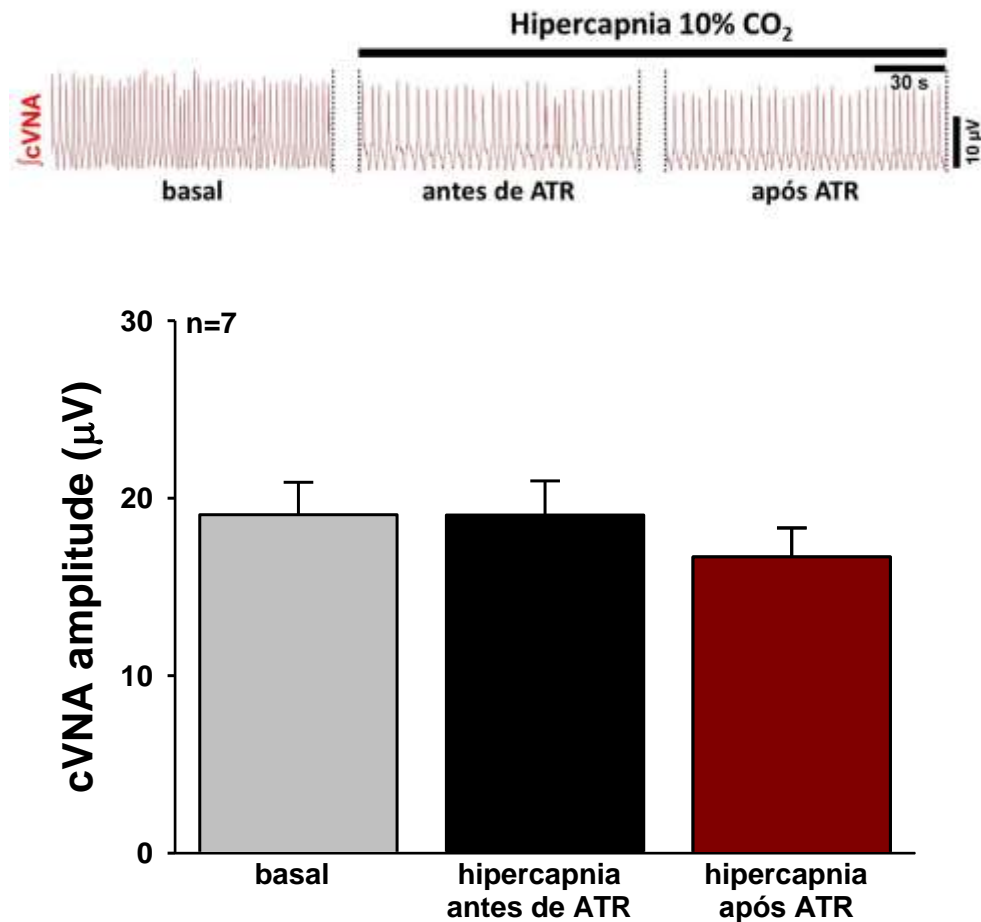 Hipercapnia 10% CO₂
30 s
∫cVNA
10 µV
basal
antes de ATR
após ATR
30
n=7
20
10
0
cVNA amplitude (µV)
basal
hipercapnia
antes de ATR
hipercapnia
após ATR